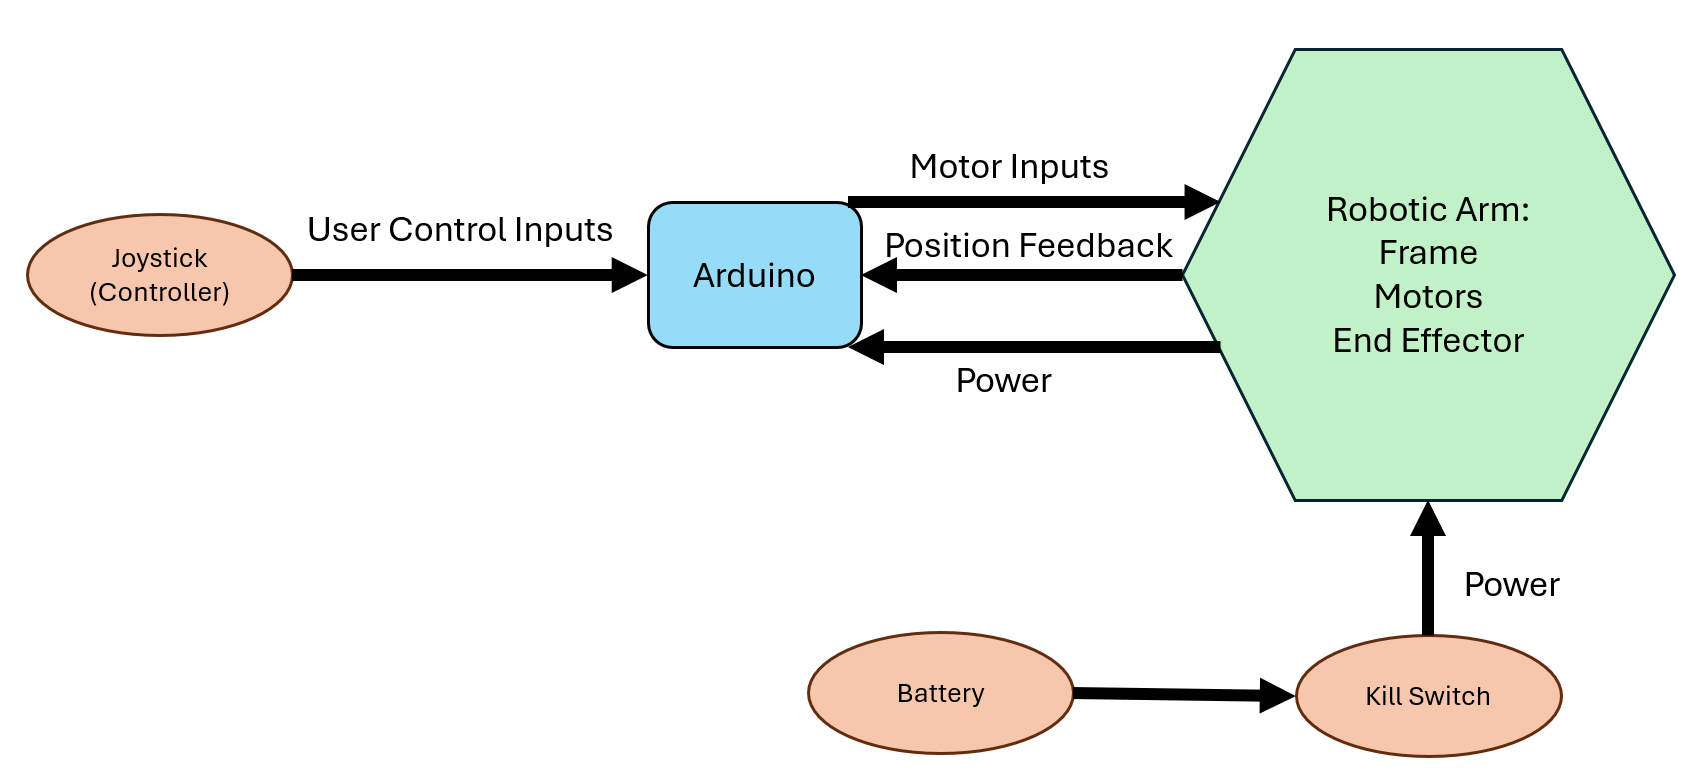 Motor Inputs
User Control Inputs
Joystick
(Controller)
Arduino
Position Feedback
Power
Robotic Arm:
Frame
Motors
End Effector
Power
Battery
Kill Switch